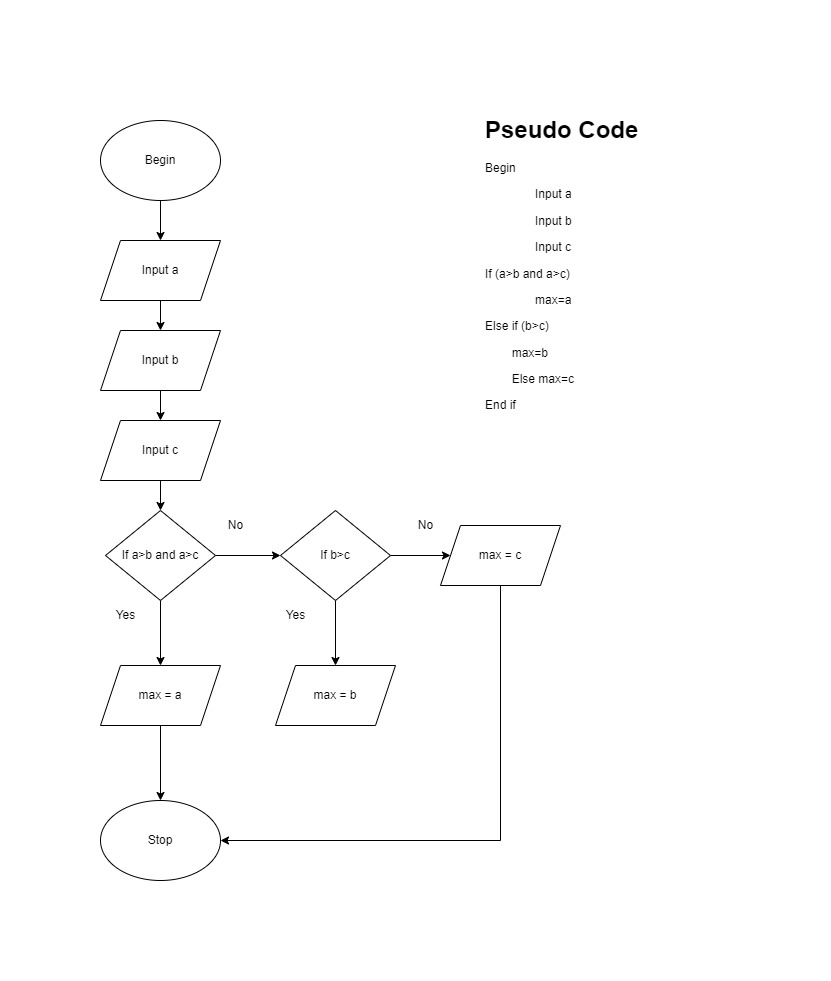 Begin
Input a
Input b
Input c
If a>b and a>c
No
If b>c
No
max = c
Yes
Yes
max = a
max = b
Stop
Pseudo Code
Begin
Input a
Input b
Input c
If (a>b and a>c)
max=a
Else if (b>c)
max=b
Else max=c
End if